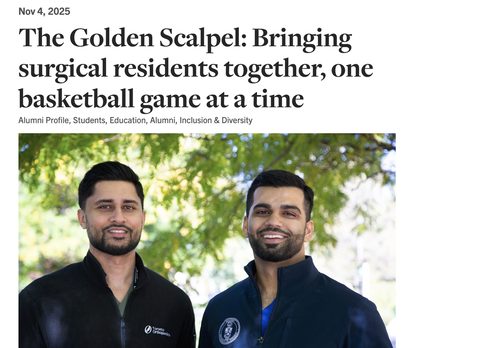 Nov 4, 2025
The Golden Scalpel: Bringing
surgical residents together, one
basketball game at a time
Alumni Profile, Students, Education, Alumni, Inclusion & Diversity